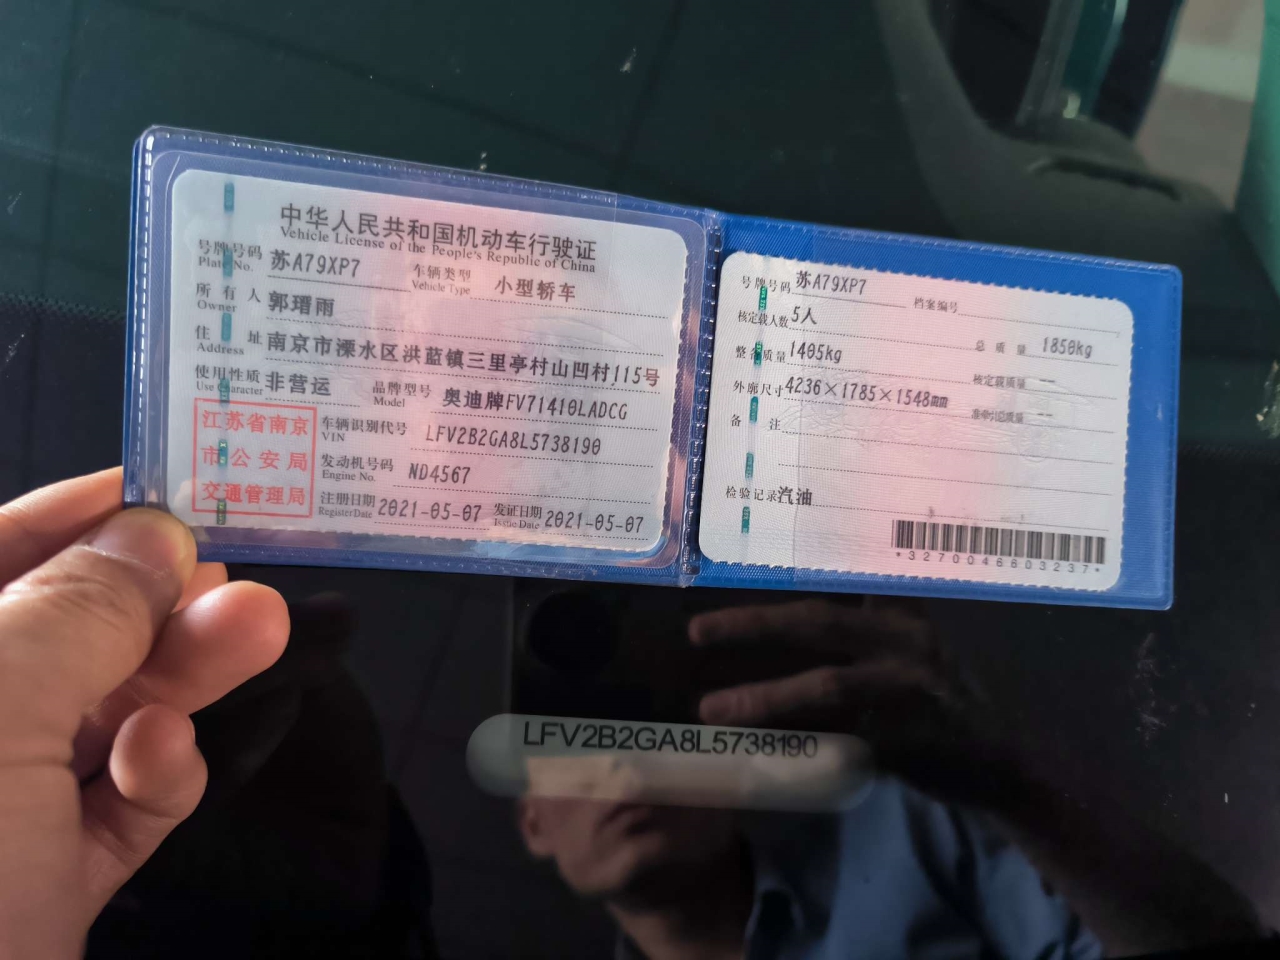 中华人民共和国机动车行驶证
Vehicle License of the People's Republic of China
号牌号码 苏A79XP7 车辆类型 小型轿车
Plate No. Vehicle Type
所有人 郭瑨雨
Owner
住址 南京市溧水区洪蓝镇三里亭村山凹村115号
Address
使用性质 非营运 品牌型号 奥迪牌FV71410LADCG
Use Character Model
江苏省南京
市公安局
交通管理局
车辆识别代号 LFV2B2GA8L5738190
VIN
发动机号码 ND4567
Engine No.
注册日期 2021-05-07 发证日期 2021-05-07
Register Date Issue Date
号牌号码 苏A79XP7 档案编号
核定载人数 5人 总质量 1850kg
整备质量 1405kg 核定载质量 --
外廓尺寸 4236×1785×1548mm 准牵引总质量 --
备注
检验记录 汽油
*3270046603237*
LFV2B2GA8L5738190